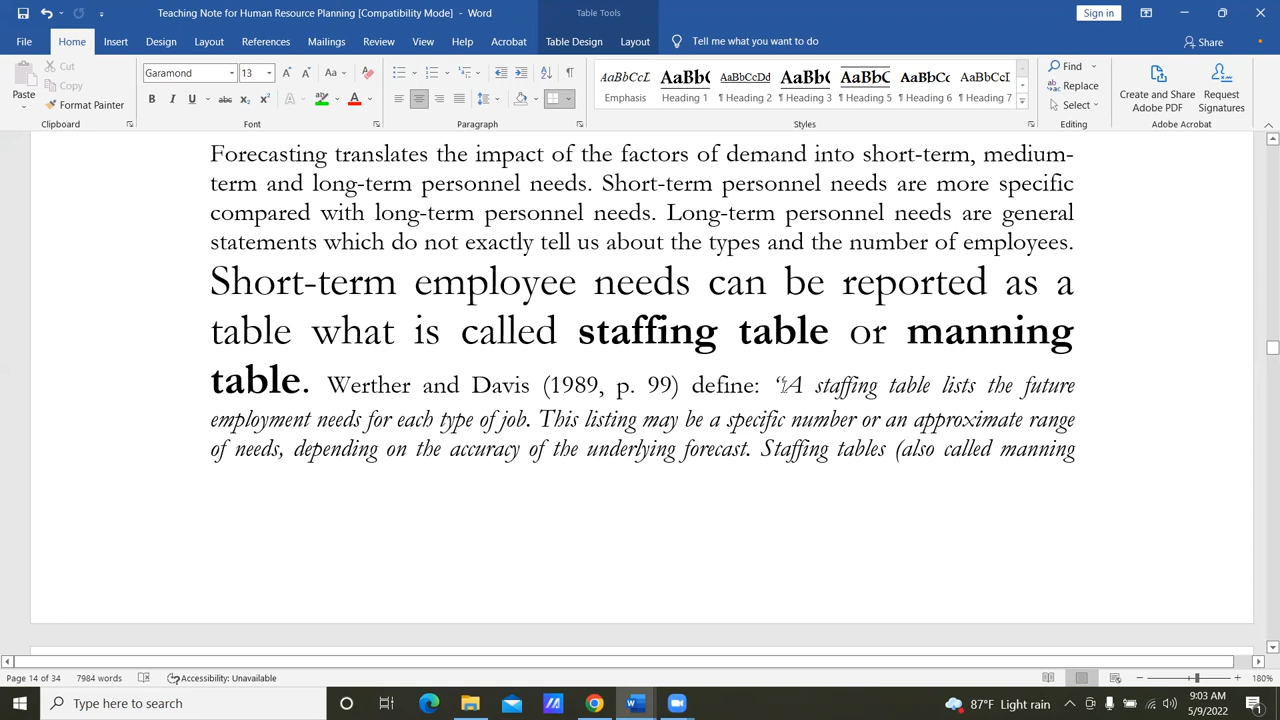 Teaching Note for Human Resource Planning [Compatibility Mode] - Word
Table Tools
Sign in
File Home Insert Design Layout References Mailings Review View Help Acrobat Table Design Layout Tell me what you want to do Share
Paste
Cut
Copy
Format Painter
Clipboard
Garamond 13
Font
Paragraph
AaBbCcL AaBb( AaBbCcDd AaBb( AaBbC AaBbCc AaBbCcD
Emphasis Heading 1 ¶ Heading 2 ¶ Heading 3 ¶ Heading 5 ¶ Heading 6 ¶ Heading 7
Styles
Find
Replace
Select
Editing
Create and Share Adobe PDF
Request Signatures
Adobe Acrobat
Forecasting translates the impact of the factors of demand into short-term, medium-
term and long-term personnel needs. Short-term personnel needs are more specific
compared with long-term personnel needs. Long-term personnel needs are general
statements which do not exactly tell us about the types and the number of employees.
Short-term employee needs can be reported as a
table what is called staffing table or manning
table. Werther and Davis (1989, p. 99) define: “A staffing table lists the future
employment needs for each type of job. This listing may be a specific number or an approximate range
of needs, depending on the accuracy of the underlying forecast. Staffing tables (also called manning
Page 14 of 34 7984 words Accessibility: Unavailable 180%
Type here to search
87°F Light rain
9:03 AM
5/9/2022